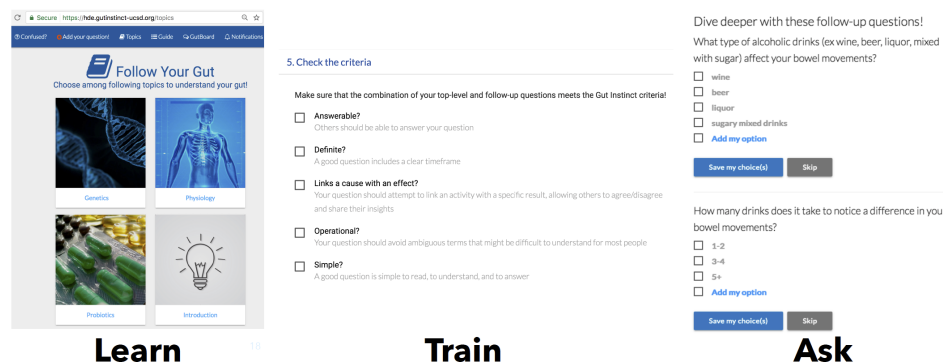 Secure https://hde.gutinstinct-ucsd.org/topics
Confused? Add your question! Topics Guide GutBoard Notifications
Follow Your Gut
Choose among following topics to understand your gut!
Genetics Physiology
Probiotics Introduction
18
Learn
5. Check the criteria
Make sure that the combination of your top-level and follow-up questions meets the Gut Instinct criteria!
Answerable?
Others should be able to answer your question
Definite?
A good question includes a clear timeframe
Links a cause with an effect?
Your question should attempt to link an activity with a specific result, allowing others to agree/disagree
and share their insights
Operational?
Your question should avoid ambiguous terms that might be difficult to understand for most people
Simple?
A good question is simple to read, to understand, and to answer
Train
Dive deeper with these follow-up questions!
What type of alcoholic drinks (ex wine, beer, liquor, mixed
with sugar) affect your bowel movements?
wine
beer
liquor
sugary mixed drinks
Add my option
Save my choice(s) Skip
How many drinks does it take to notice a difference in you
bowel movements?
1-2
3-4
5+
Add my option
Save my choice(s) Skip
Ask